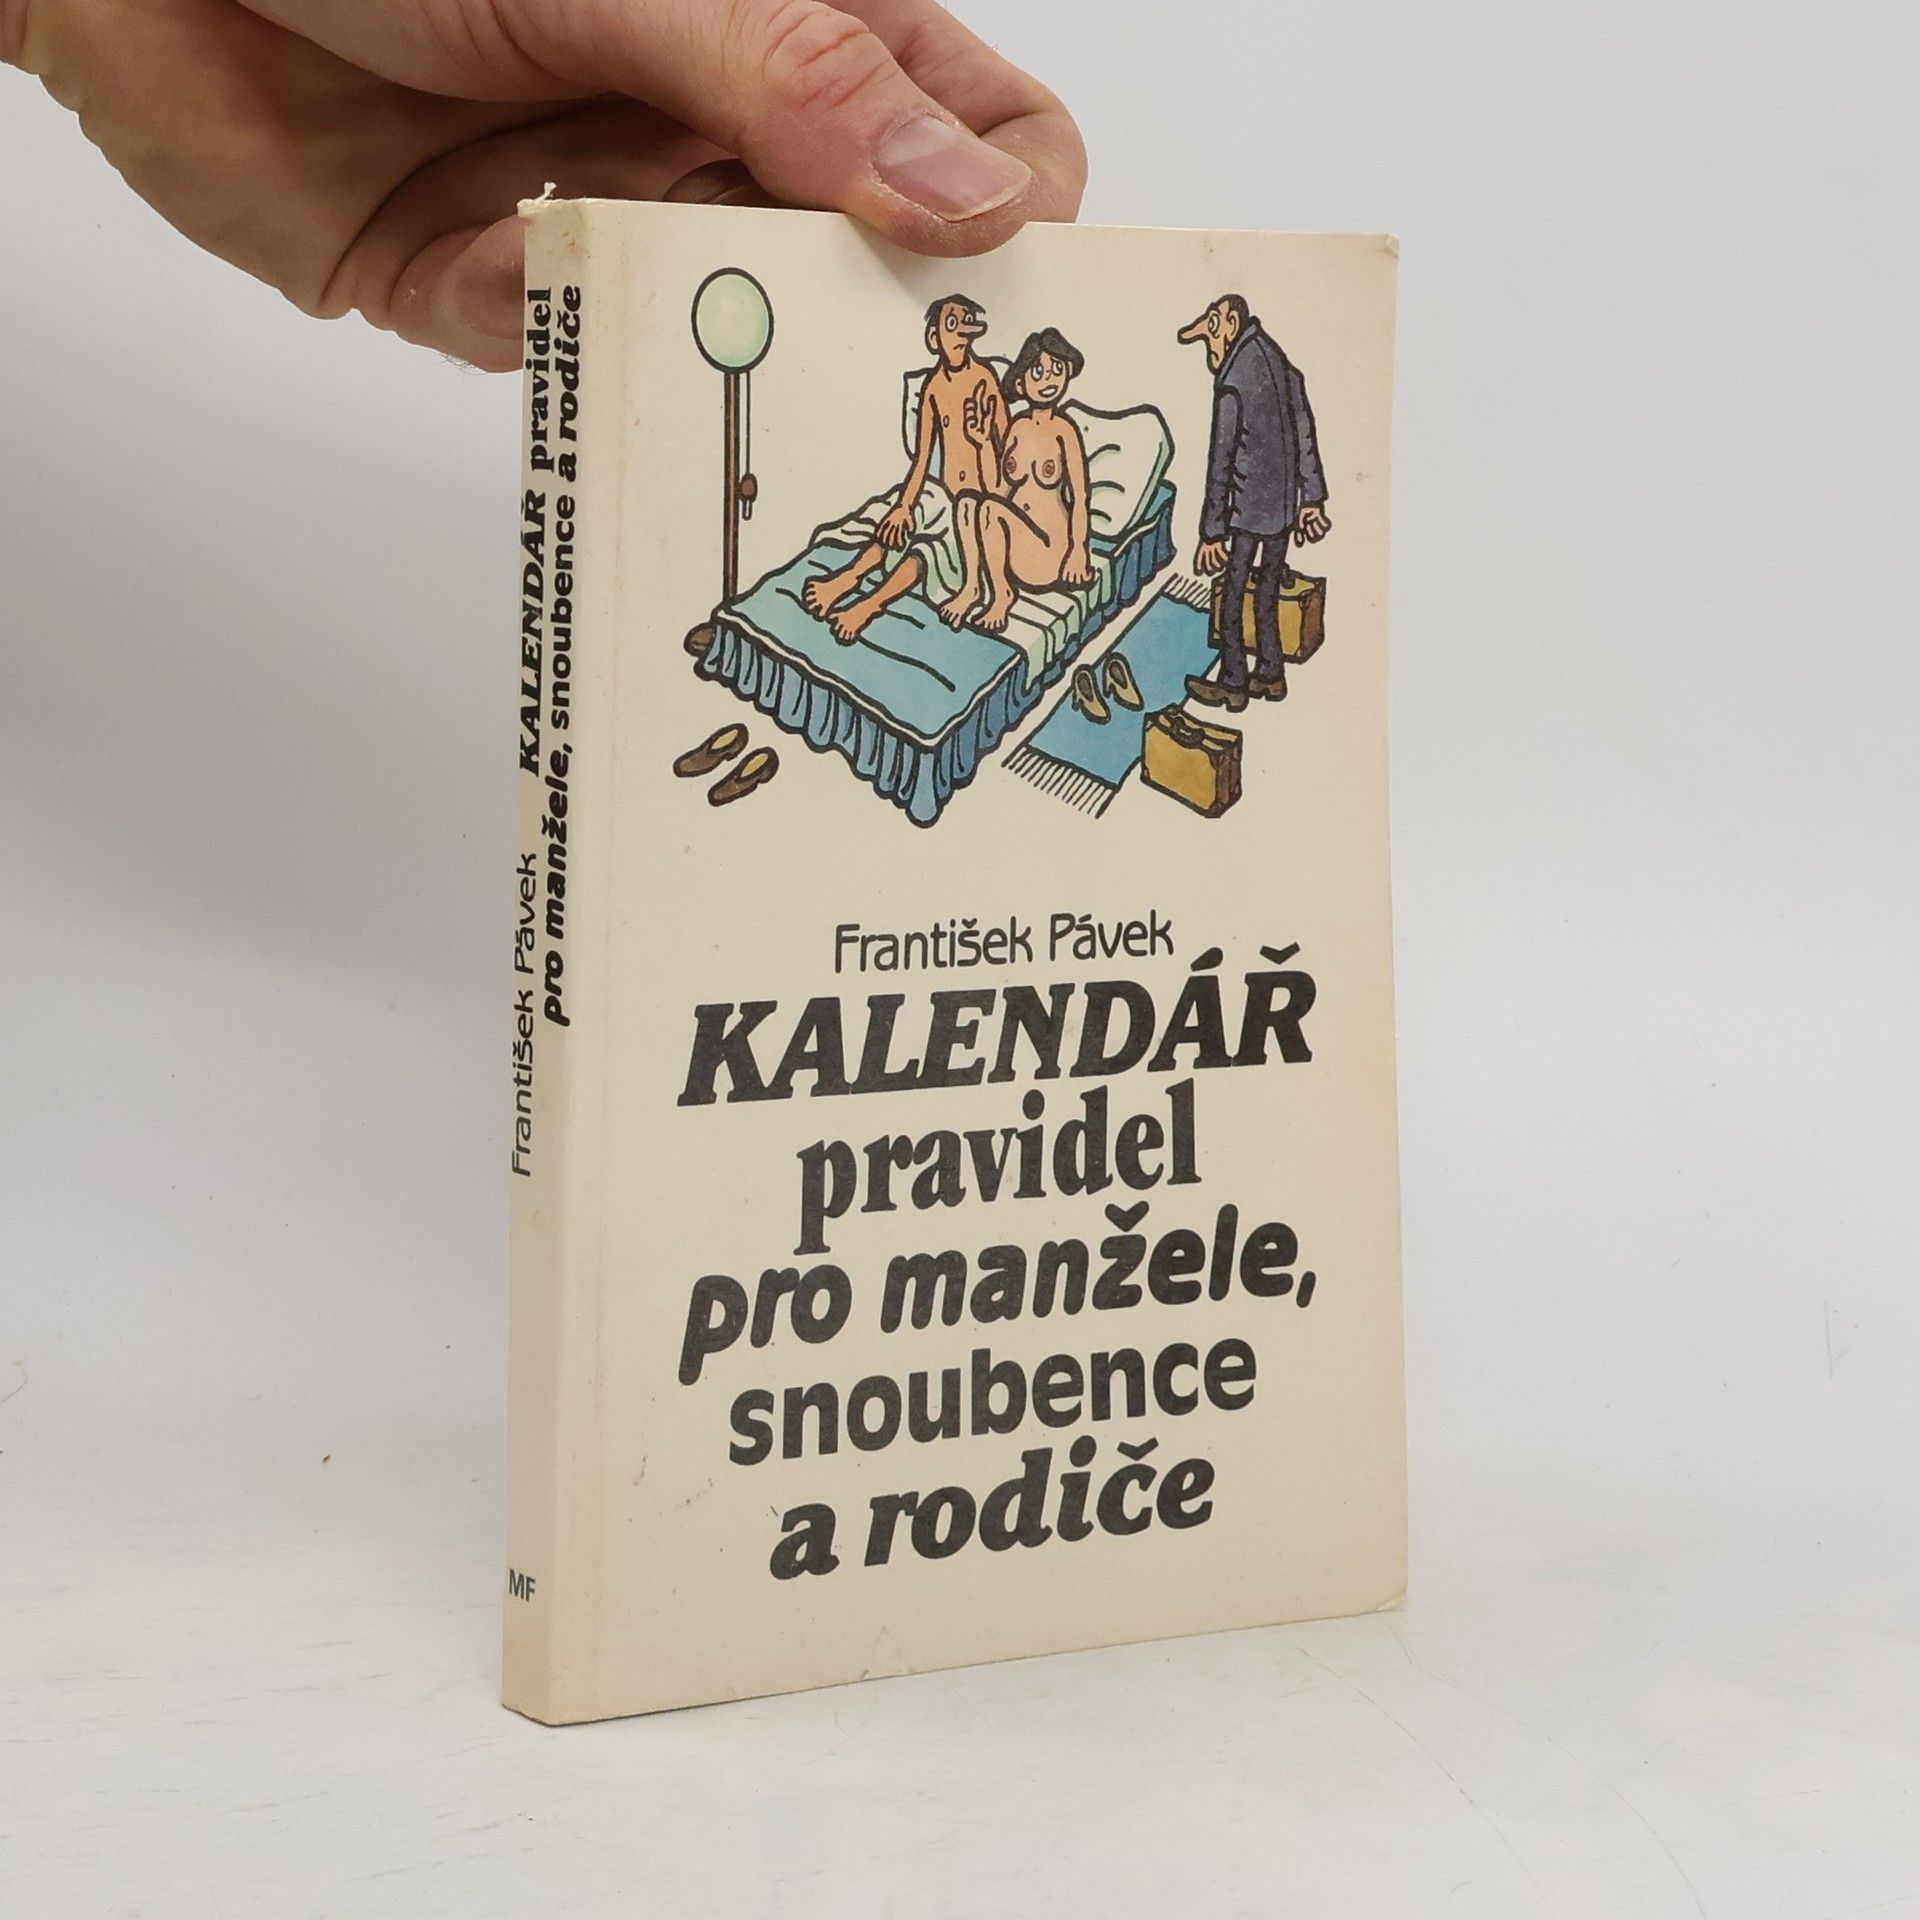 František Pávek
KALENDÁŘ
pravidel
pro manžele,
snoubence
a rodiče
František Pávek KALENDÁŘ pravidel
pro manžele, snoubence a rodiče
MF